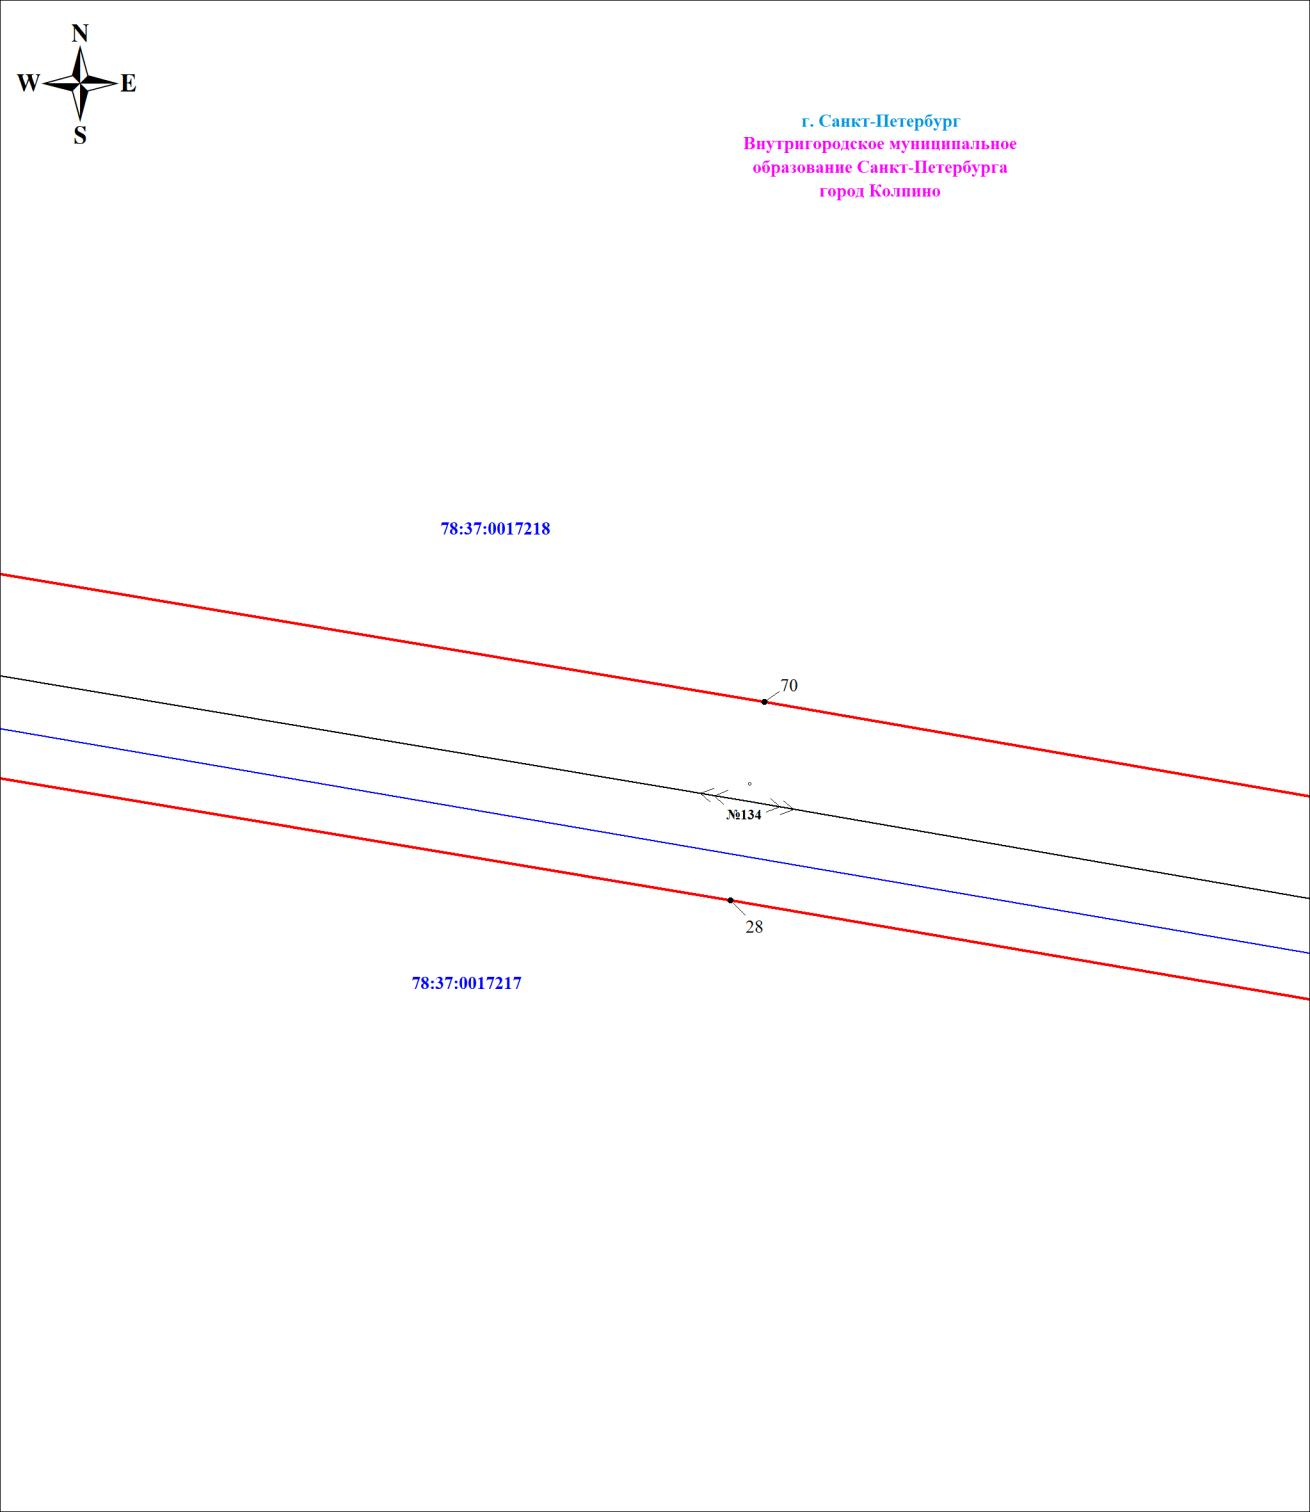 N
W E
S
г. Санкт-Петербург
Внутригородское муниципальное
образование Санкт-Петербурга
город Колпино
78:37:0017218
70
№134
28
78:37:0017217